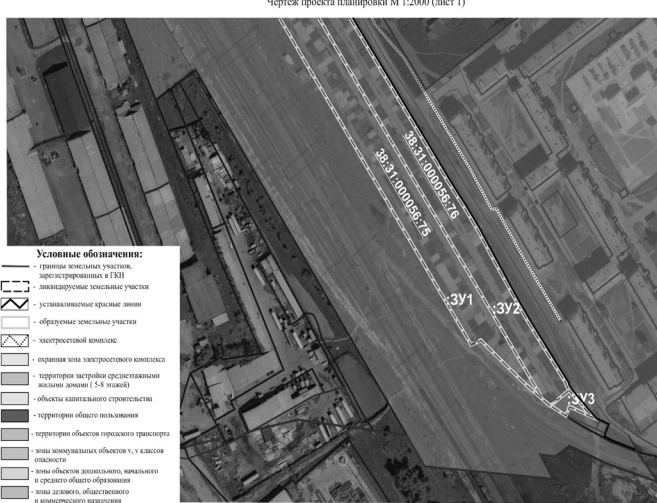 Чертеж проекта планировки М 1:2000 (лист 1)
38:31:000056:76
38:31:000056:75
:ЗУ1
:ЗУ2
:ЗУ3
Условные обозначения:
- границы земельных участков,
зарегистрированных в ГКН
- ликвидируемые земельные участки
- устанавливаемые красные линии
- образуемые земельные участки
- электросетевой комплекс
- охранная зона электросетевого комплекса
- территории застройки среднеэтажными
жилыми домами ( 5-8 этажей)
- объекты капитального строительства
- территории общего пользования
- территории объектов городского транспорта
- зоны коммунальных объектов v, v классов
опасности
- зоны объектов дошкольного, начального
и среднего общего образования
- зоны делового, общественного
и коммерческого назначения